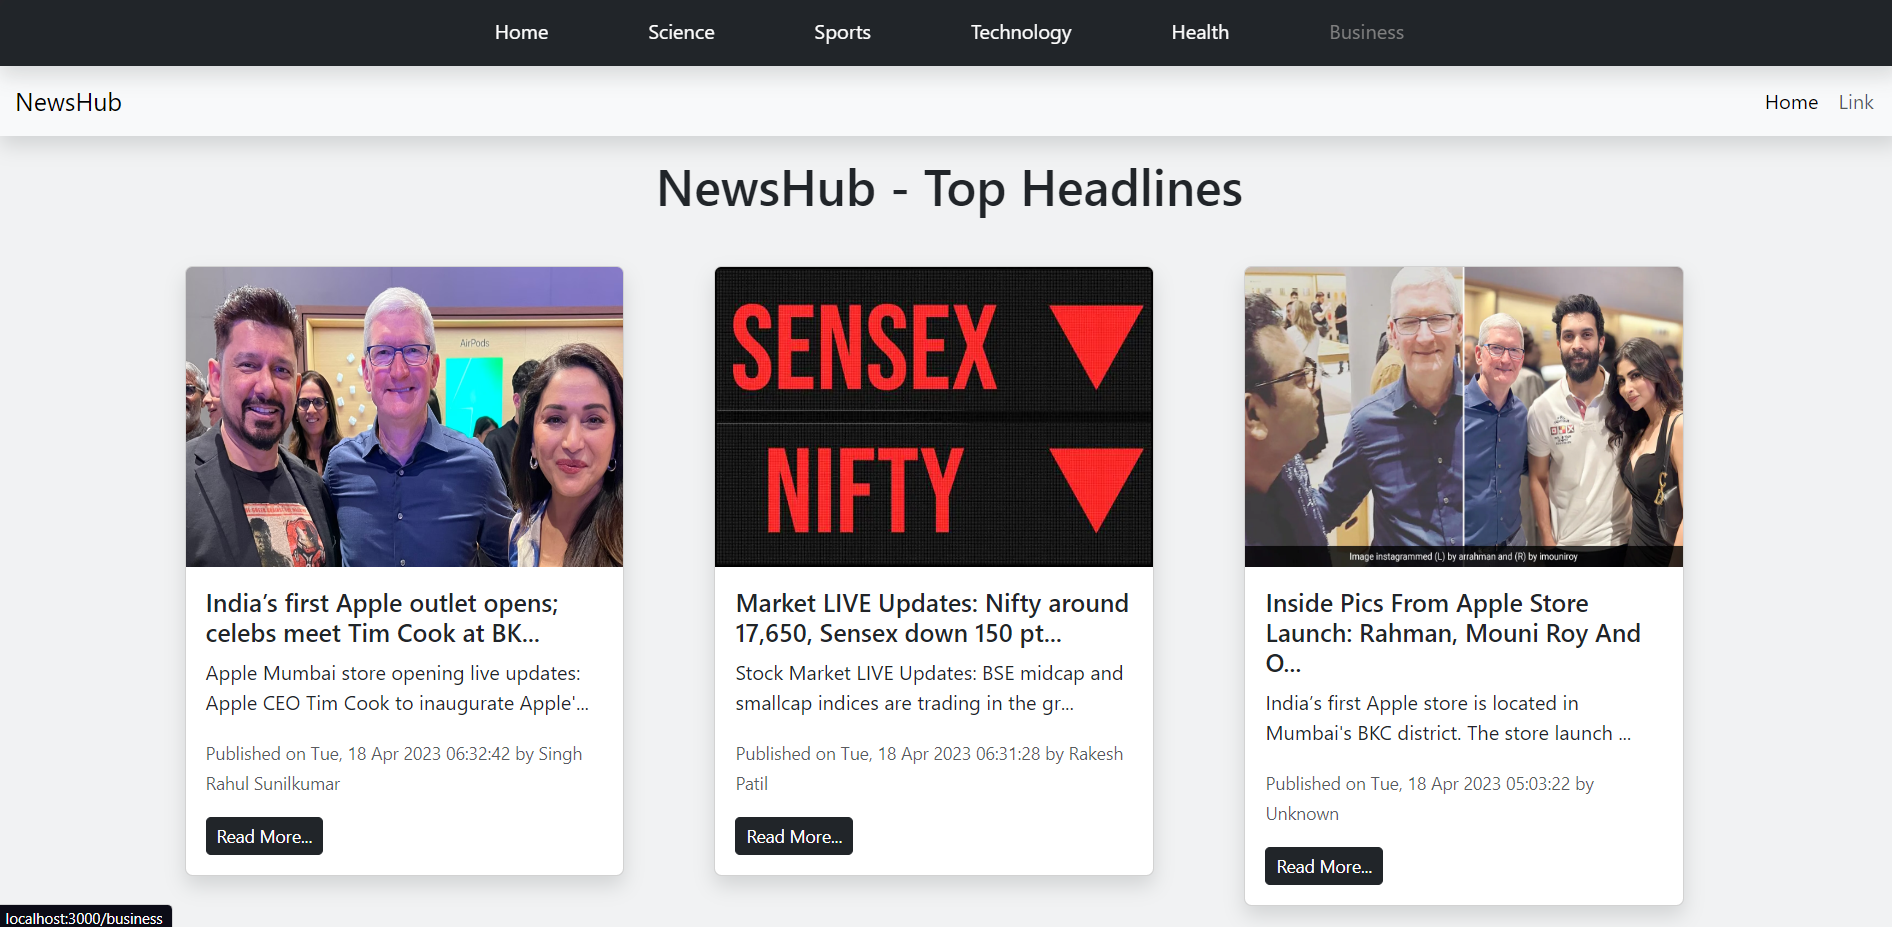 Home Science Sports Technology Health Business
NewsHub
Home Link
NewsHub - Top Headlines
AirPods
SENSEX
NIFTY
Image instagrammed (L) by arrahman and (R) by imouniroy
India’s first Apple outlet opens;
celebs meet Tim Cook at BK...
Apple Mumbai store opening live updates:
Apple CEO Tim Cook to inaugurate Apple'...
Published on Tue, 18 Apr 2023 06:32:42 by Singh
Rahul Sunilkumar
Read More...
Market LIVE Updates: Nifty around
17,650, Sensex down 150 pt...
Stock Market LIVE Updates: BSE midcap and
smallcap indices are trading in the gr...
Published on Tue, 18 Apr 2023 06:31:28 by Rakesh
Patil
Read More...
Inside Pics From Apple Store
Launch: Rahman, Mouni Roy And
O...
India’s first Apple store is located in
Mumbai's BKC district. The store launch ...
Published on Tue, 18 Apr 2023 05:03:22 by
Unknown
Read More...
localhost:3000/business